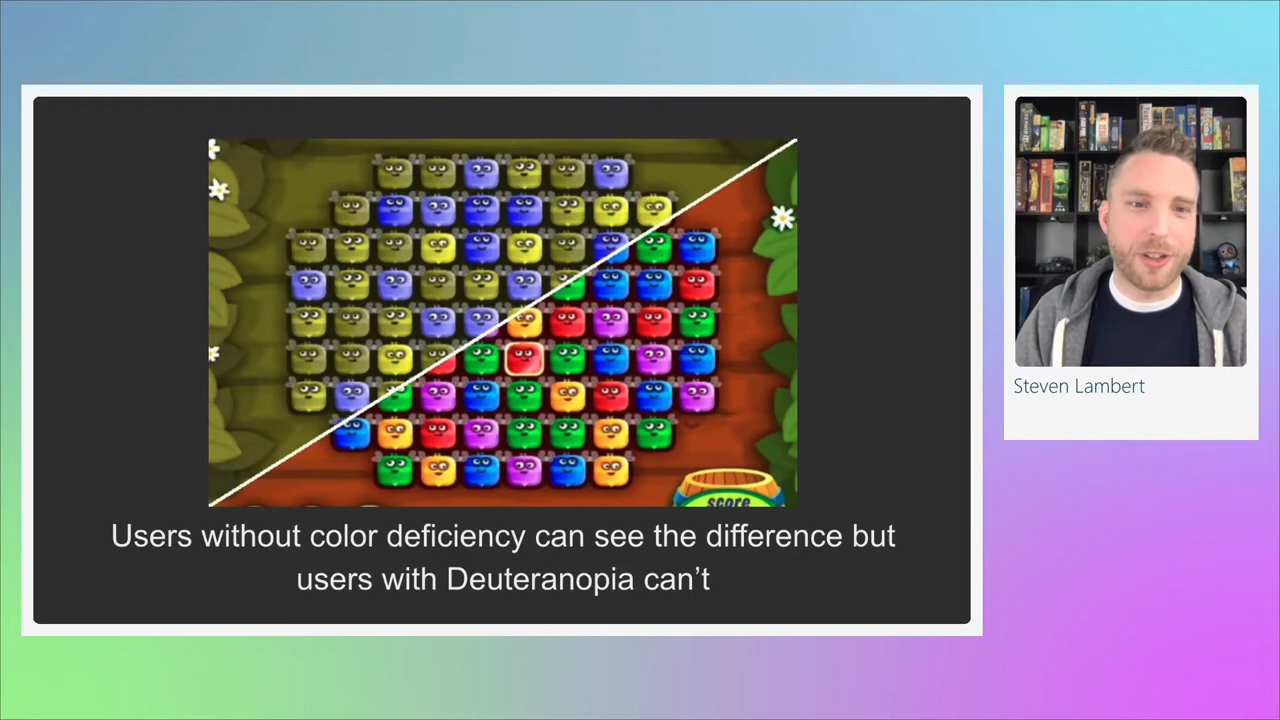 score
Users without color deficiency can see the difference but
users with Deuteranopia can’t
Steven Lambert